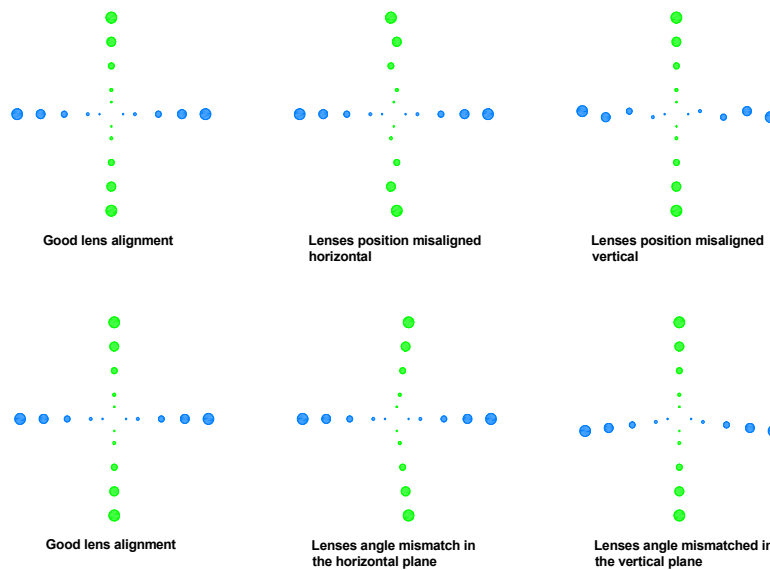 Good lens alignment
Lenses position misaligned
horizontal
Lenses position misaligned
vertical
Good lens alignment
Lenses angle mismatch in
the horizontal plane
Lenses angle mismatched in
the vertical plane